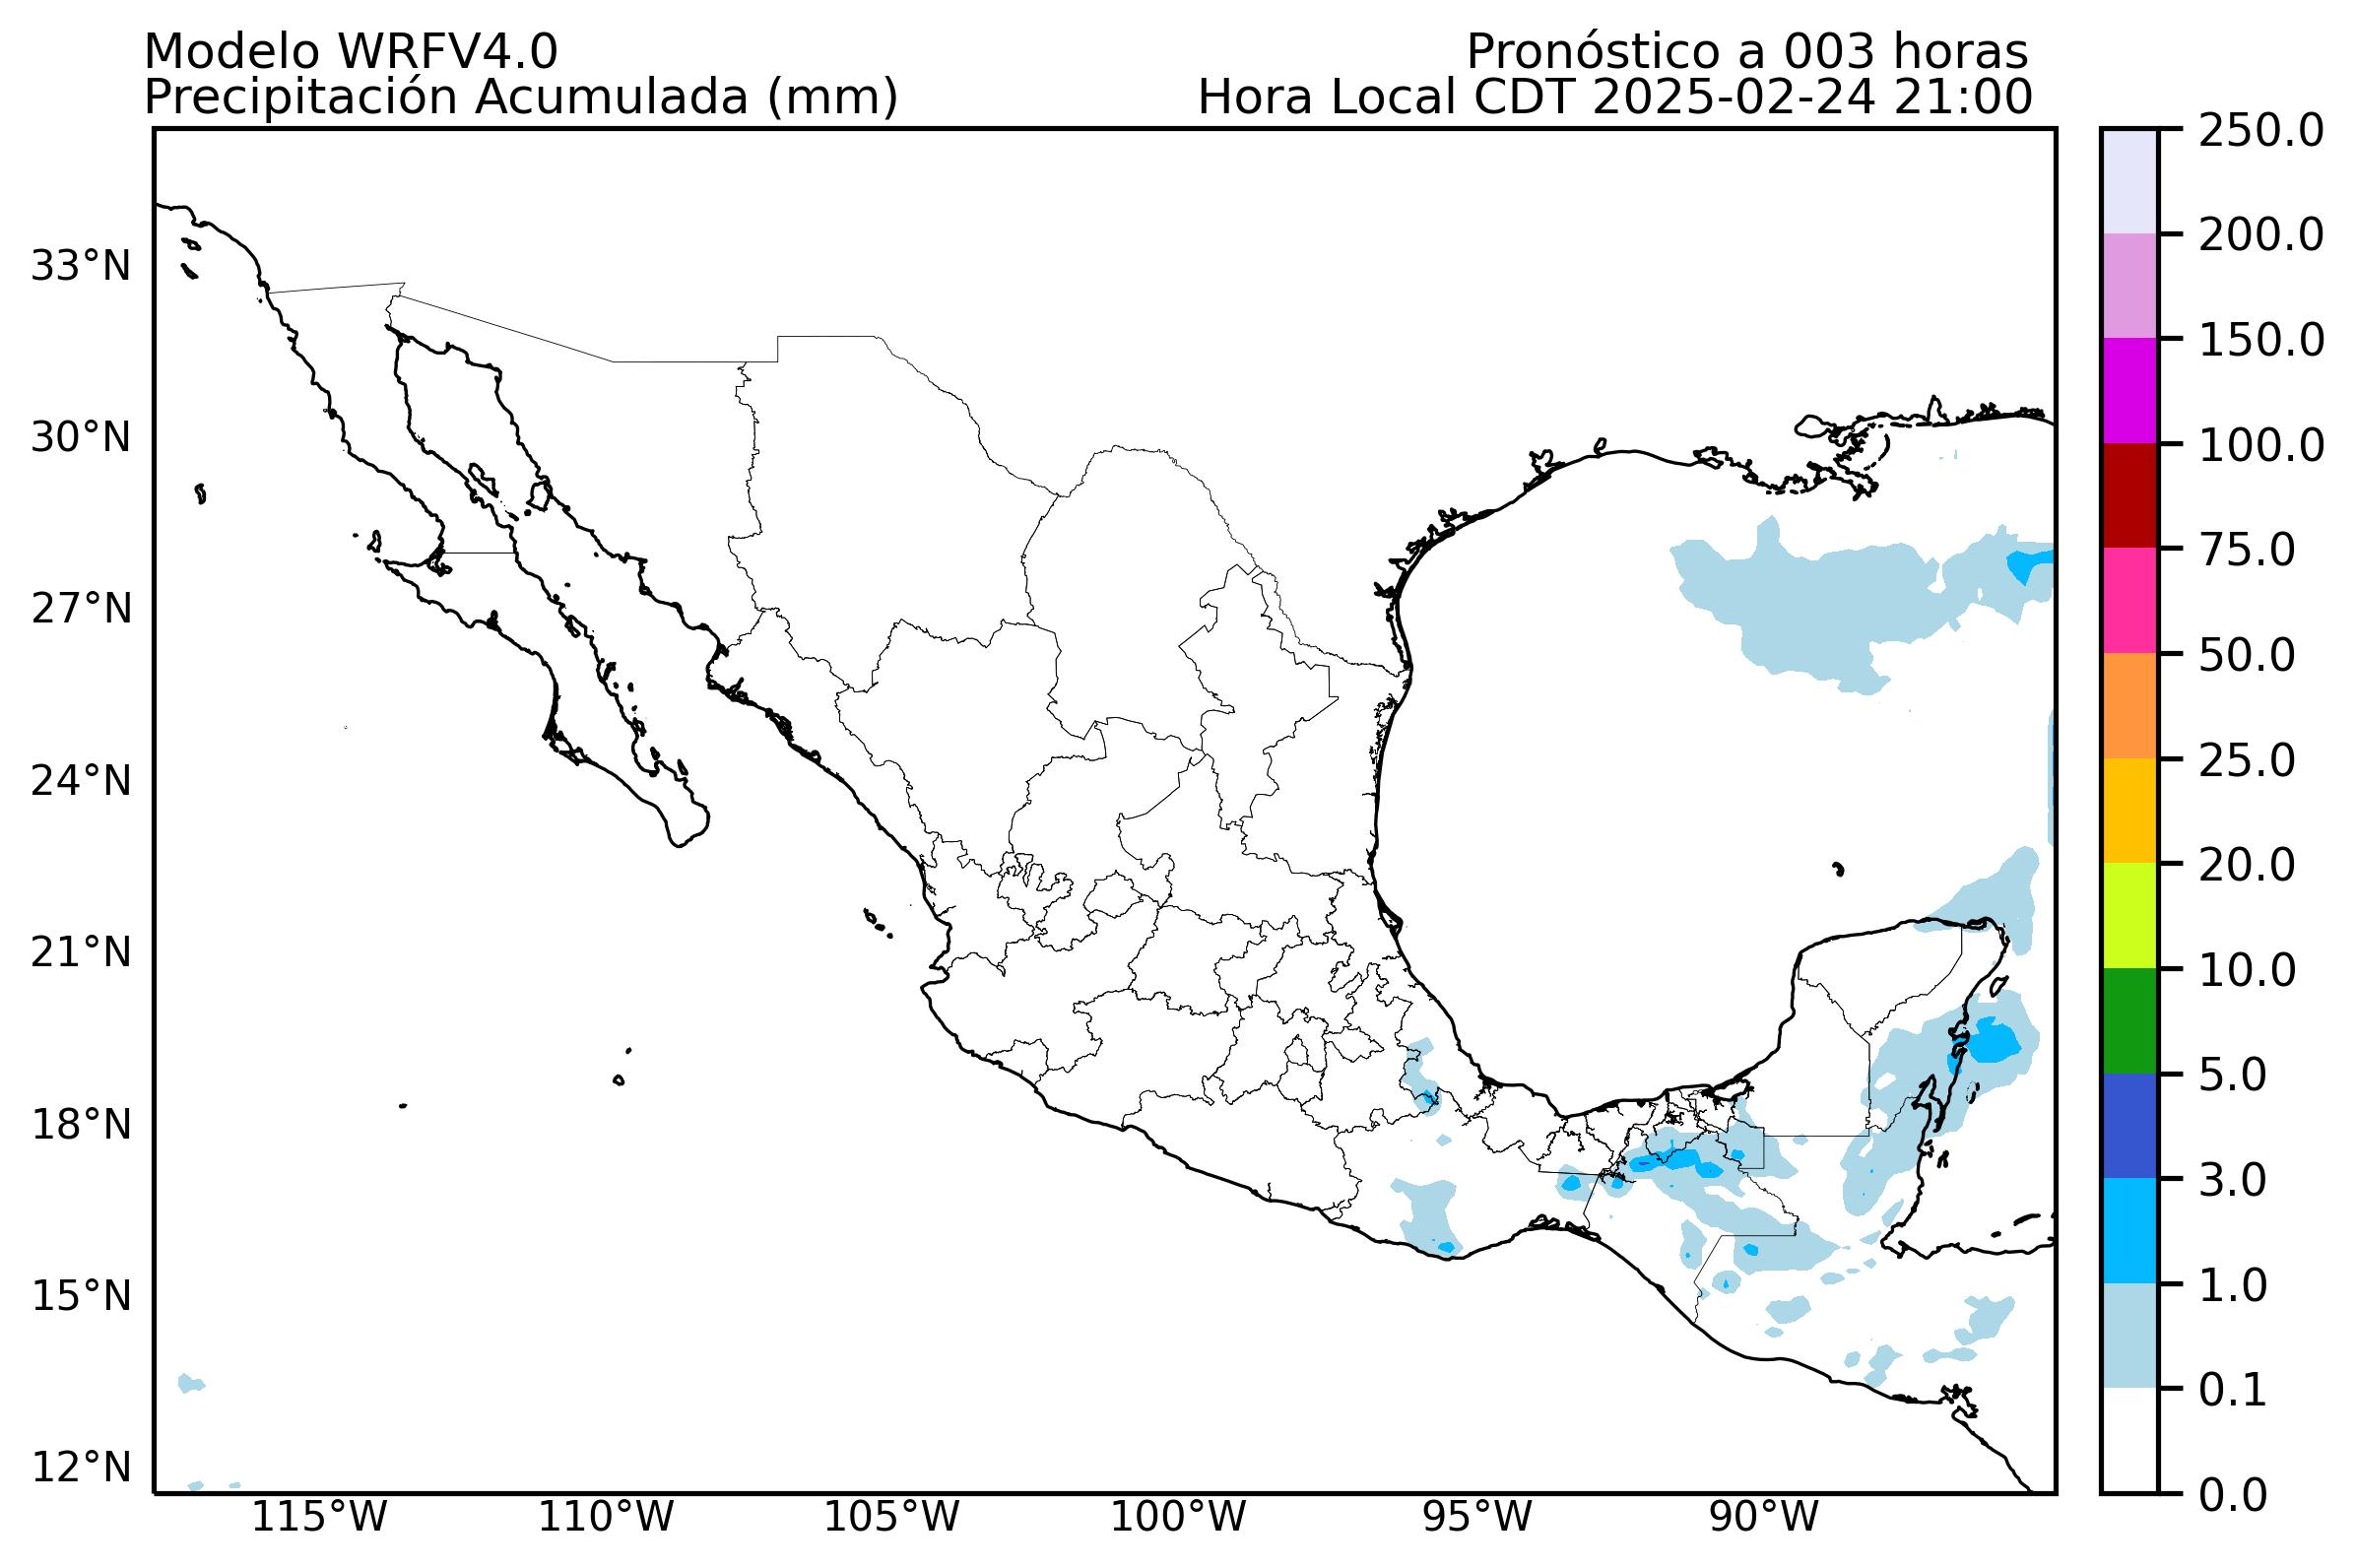 Modelo WRFV4.0
Pronóstico a 003 horas
Precipitación Acumulada (mm)
Hora Local CDT 2025-02-24 21:00
33°N
30°N
27°N
24°N
21°N
18°N
15°N
12°N
115°W
110°W
105°W
100°W
95°W
90°W
250.0
200.0
150.0
100.0
75.0
50.0
25.0
20.0
10.0
5.0
3.0
1.0
0.1
0.0